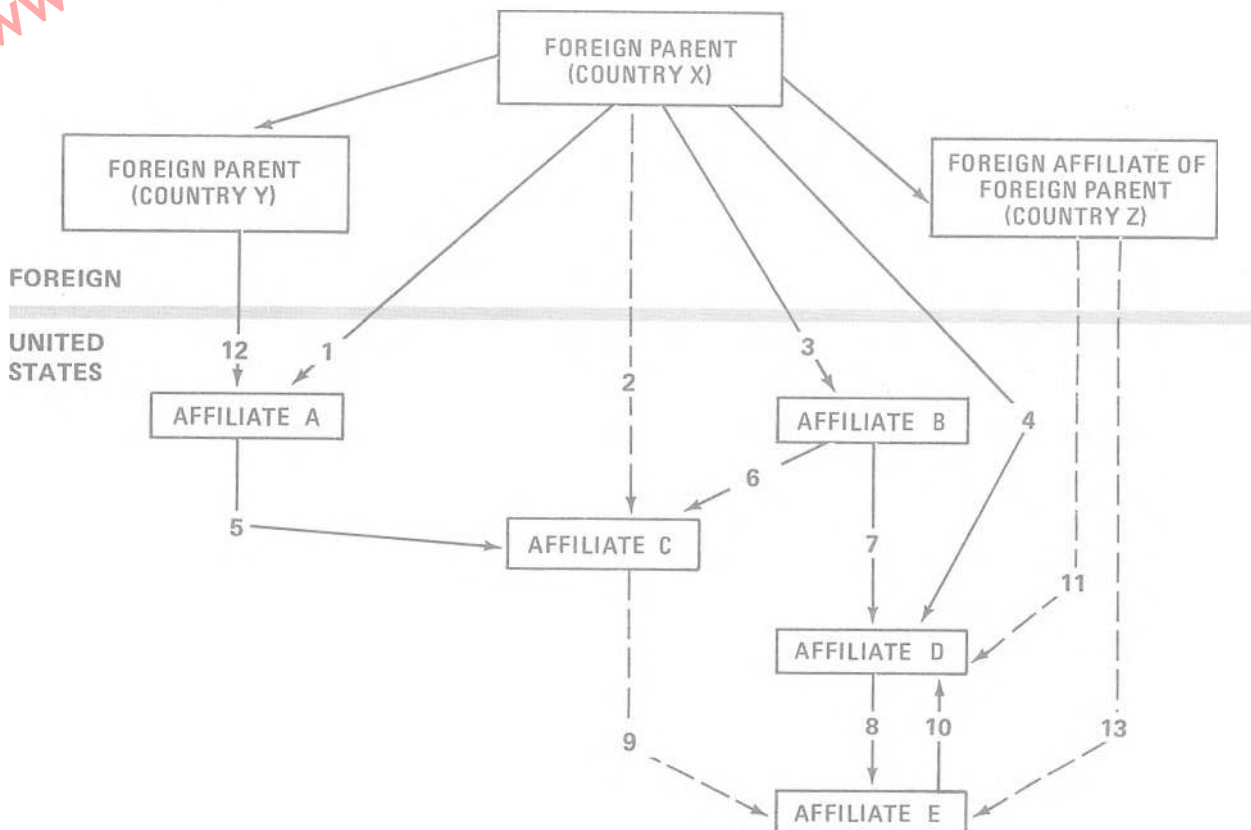 ww
FOREIGN PARENT
(COUNTRY X)
FOREIGN PARENT
(COUNTRY Y)
FOREIGN AFFILIATE OF
FOREIGN PARENT
(COUNTRY Z)
FOREIGN
UNITED
STATES
12
1
2
3
4
AFFILIATE A
AFFILIATE B
5
6
AFFILIATE C
7
11
AFFILIATE D
8
10
9
13
AFFILIATE E